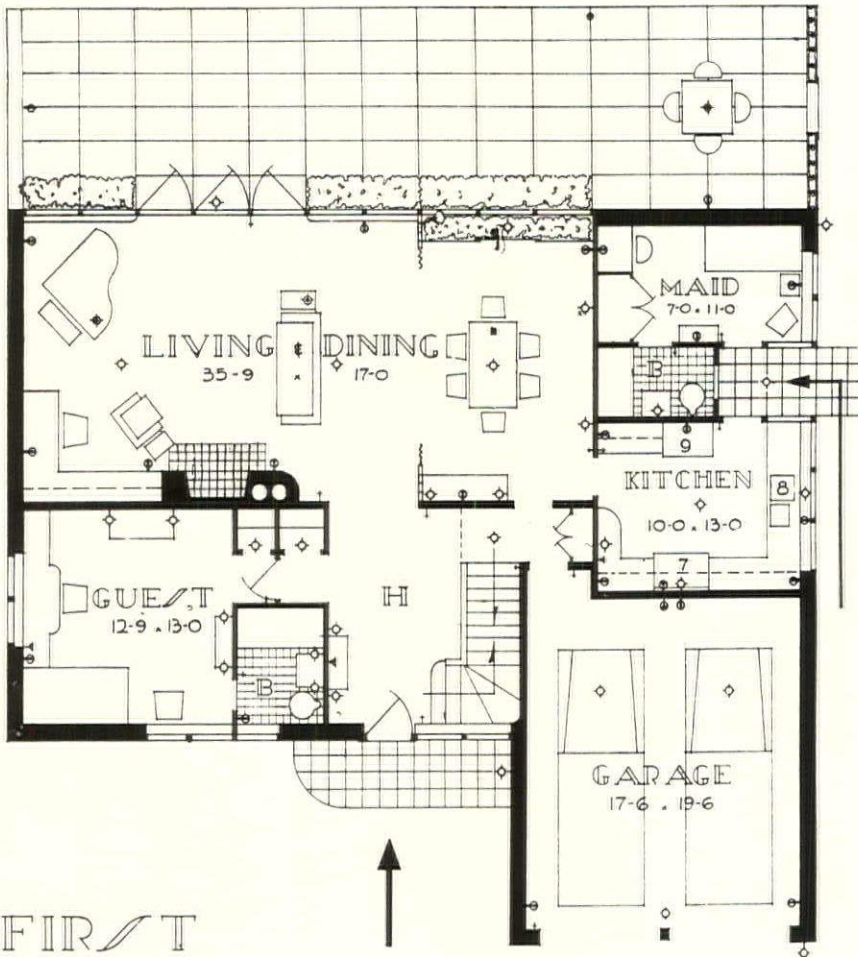 MAID
7-0 x 11-0
LIVING & DINING
35-9 x 17-0
B
9
KITCHEN
8
10-0 x 13-0
7
GUEST
12-9 x 13-0
H
B
GARAGE
17-6 x 19-6
FIRST